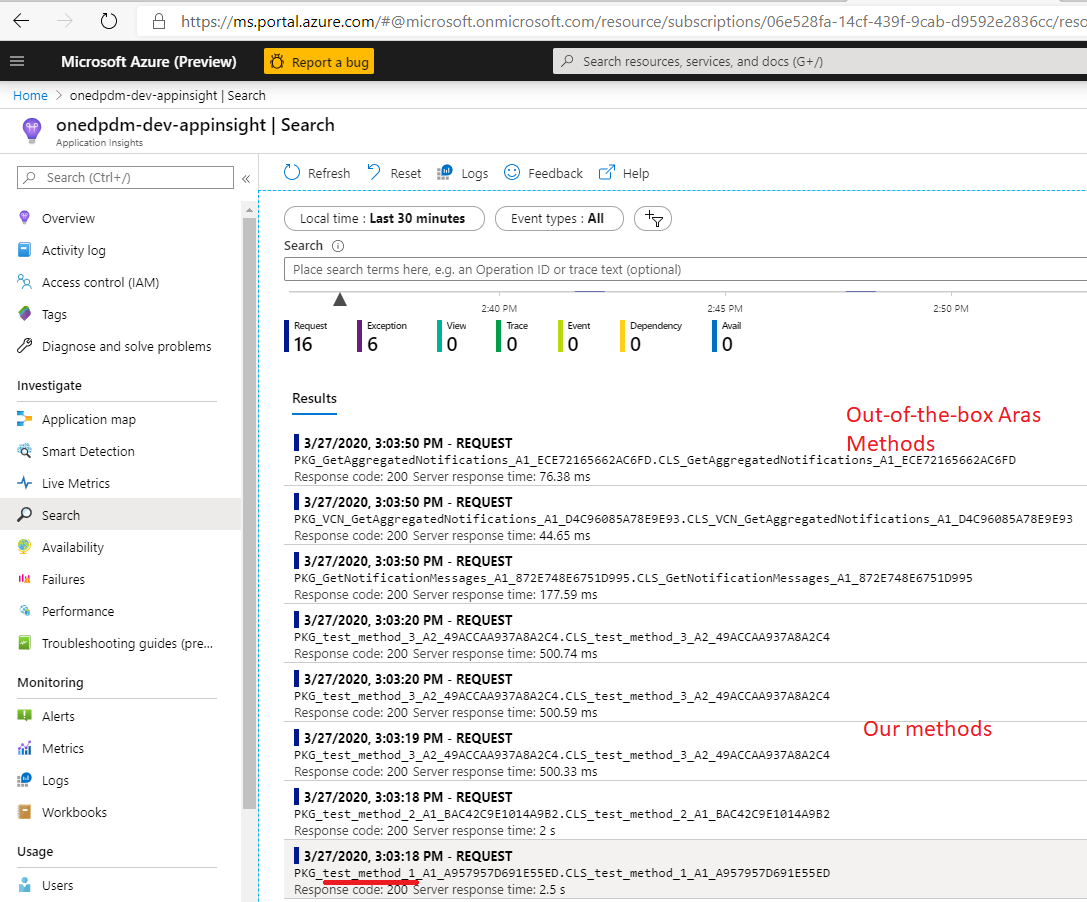 https://ms.portal.azure.com/#@microsoft.onmicrosoft.com/resource/subscriptions/06e528fa-14cf-439f-9cab-d9592e2836cc/reso
Microsoft Azure (Preview)
Report a bug
Search resources, services, and docs (G+/)
Home > onedpdm-dev-appinsight | Search
onedpdm-dev-appinsight | Search
Application Insights
Search (Ctrl+/)
«
Overview
Activity log
Access control (IAM)
Tags
Diagnose and solve problems
Investigate
Application map
Smart Detection
Live Metrics
Search
Availability
Failures
Performance
Troubleshooting guides (pre...
Monitoring
Alerts
Metrics
Logs
Workbooks
Usage
Users
Refresh Reset Logs Feedback Help
Local time : Last 30 minutes Event types : All
Search
Place search terms here, e.g. an Operation ID or trace text (optional)
2:40 PM 2:45 PM 2:50 PM
Request Exception View Trace Event Dependency Avail
16 6 0 0 0 0 0
Results
Out-of-the-box Aras
Methods
3/27/2020, 3:03:50 PM - REQUEST
PKG_GetAggregatedNotifications_A1_ECE72165662AC6FD.CLS_GetAggregatedNotifications_A1_ECE72165662AC6FD
Response code: 200 Server response time: 76.38 ms
3/27/2020, 3:03:50 PM - REQUEST
PKG_VCN_GetAggregatedNotifications_A1_D4C96085A78E9E93.CLS_VCN_GetAggregatedNotifications_A1_D4C96085A78E9E93
Response code: 200 Server response time: 44.65 ms
3/27/2020, 3:03:50 PM - REQUEST
PKG_GetNotificationMessages_A1_872E748E6751D995.CLS_GetNotificationMessages_A1_872E748E6751D995
Response code: 200 Server response time: 177.59 ms
3/27/2020, 3:03:20 PM - REQUEST
PKG_test_method_3_A2_49ACCAA937A8A2C4.CLS_test_method_3_A2_49ACCAA937A8A2C4
Response code: 200 Server response time: 500.74 ms
3/27/2020, 3:03:20 PM - REQUEST
PKG_test_method_3_A2_49ACCAA937A8A2C4.CLS_test_method_3_A2_49ACCAA937A8A2C4
Response code: 200 Server response time: 500.59 ms
Our methods
3/27/2020, 3:03:19 PM - REQUEST
PKG_test_method_3_A2_49ACCAA937A8A2C4.CLS_test_method_3_A2_49ACCAA937A8A2C4
Response code: 200 Server response time: 500.33 ms
3/27/2020, 3:03:18 PM - REQUEST
PKG_test_method_2_A1_BAC42C9E1014A9B2.CLS_test_method_2_A1_BAC42C9E1014A9B2
Response code: 200 Server response time: 2 s
3/27/2020, 3:03:18 PM - REQUEST
PKG_test_method_1_A1_A957957D691E55ED.CLS_test_method_1_A1_A957957D691E55ED
Response code: 200 Server response time: 2.5 s